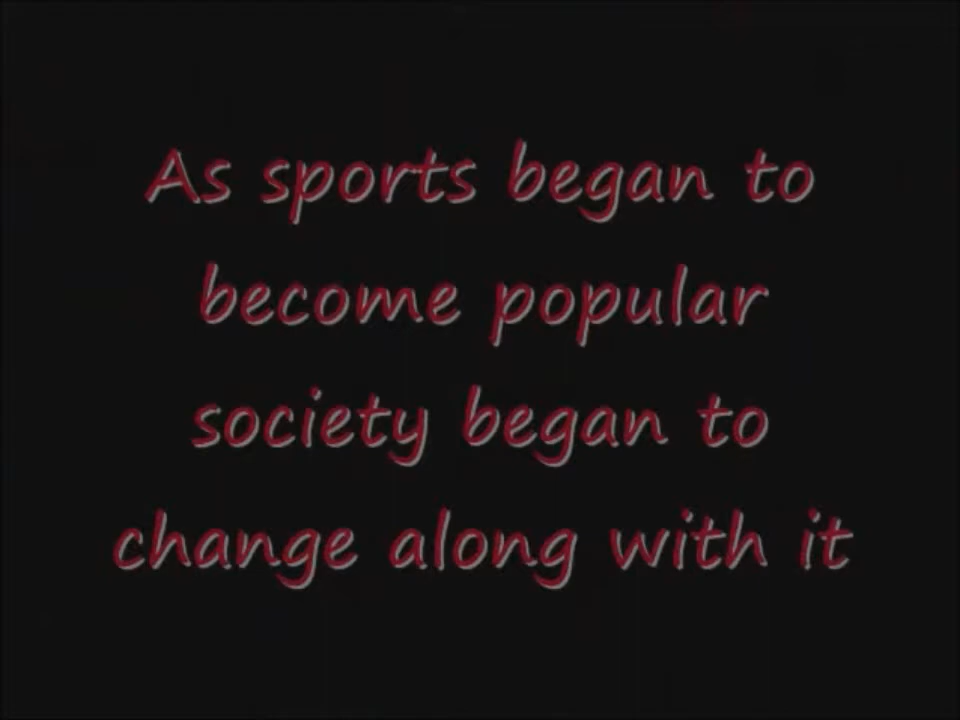 As sports began to
become popular
society began to
change along with it